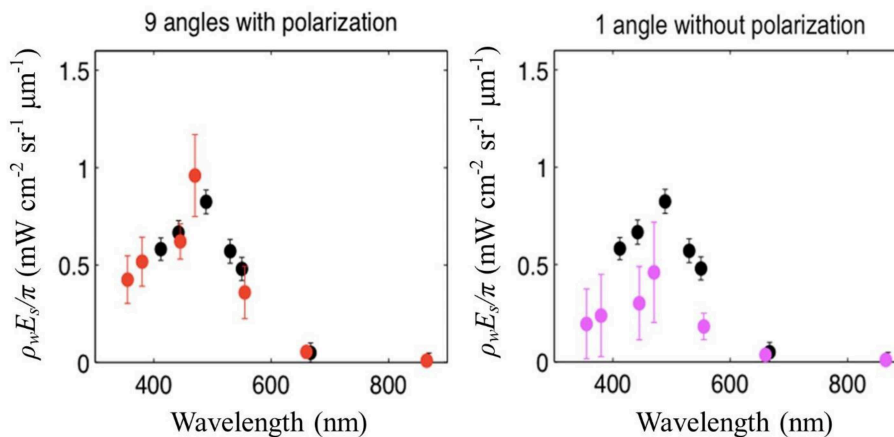 9 angles with polarization
ρwEs/π (mW cm-2 sr-1 μm-1)
1.5
1
0.5
0
400
600
800
Wavelength (nm)
1 angle without polarization
ρwEs/π (mW cm-2 sr-1 μm-1)
1.5
1
0.5
0
400
600
800
Wavelength (nm)